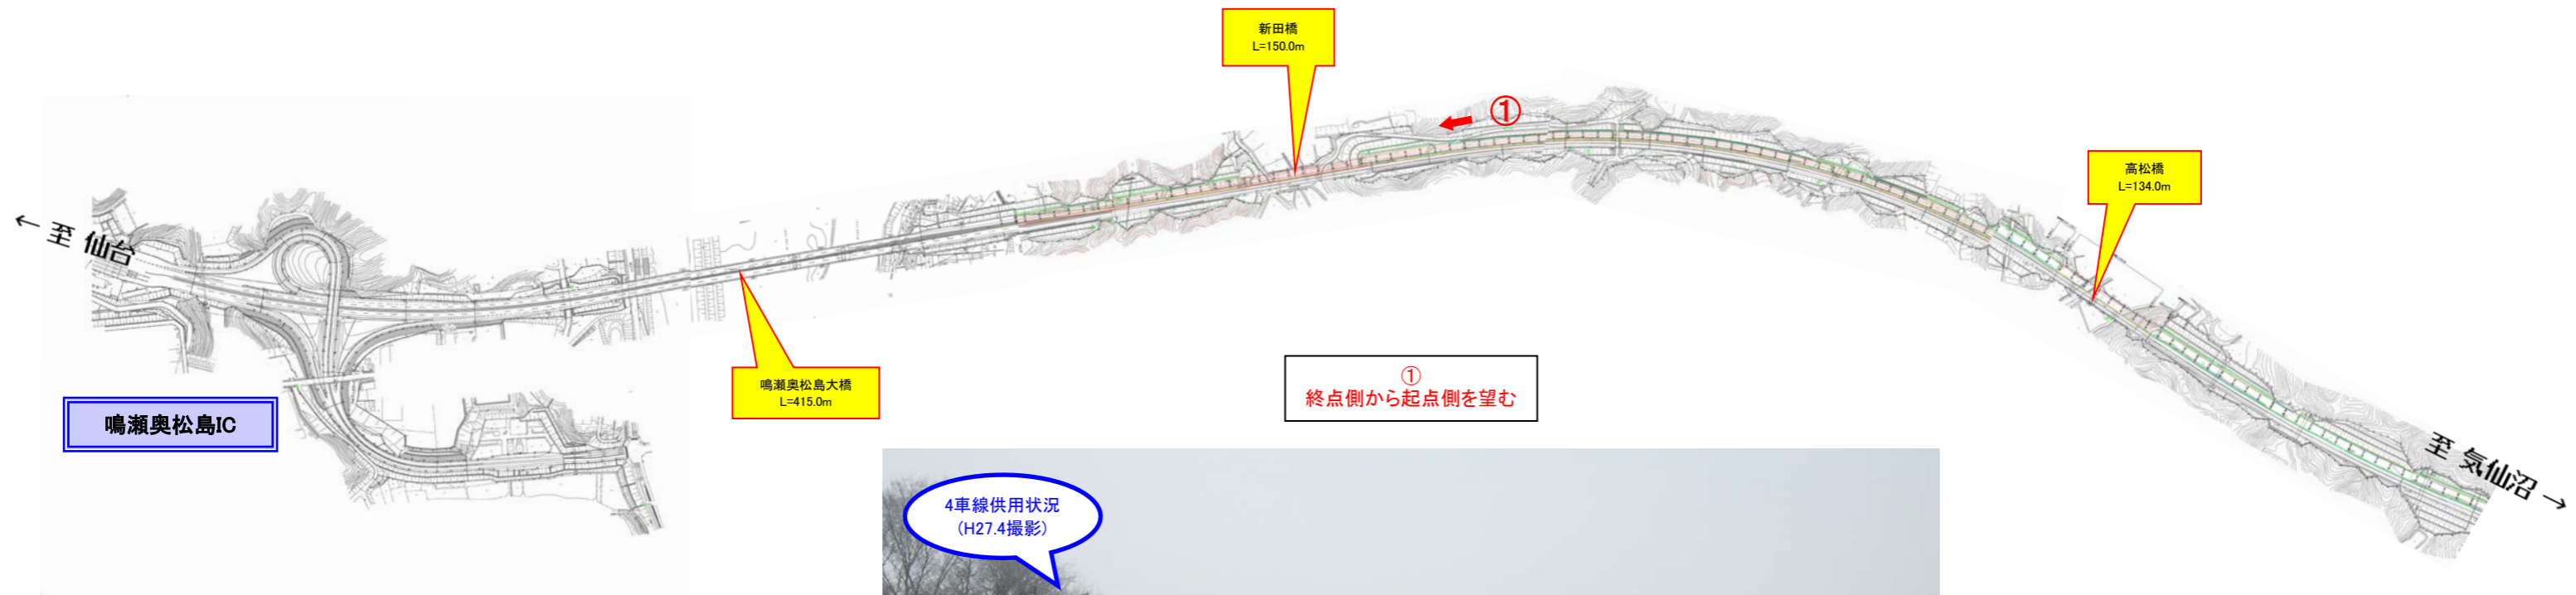 新田橋
L=150.0m
①
高松橋
L=134.0m
← 至 仙台
鳴瀬奥松島大橋
L=415.0m
①
終点側から起点側を望む
鳴瀬奥松島IC
至 気仙沼 →
4車線供用状況
(H27.4撮影)